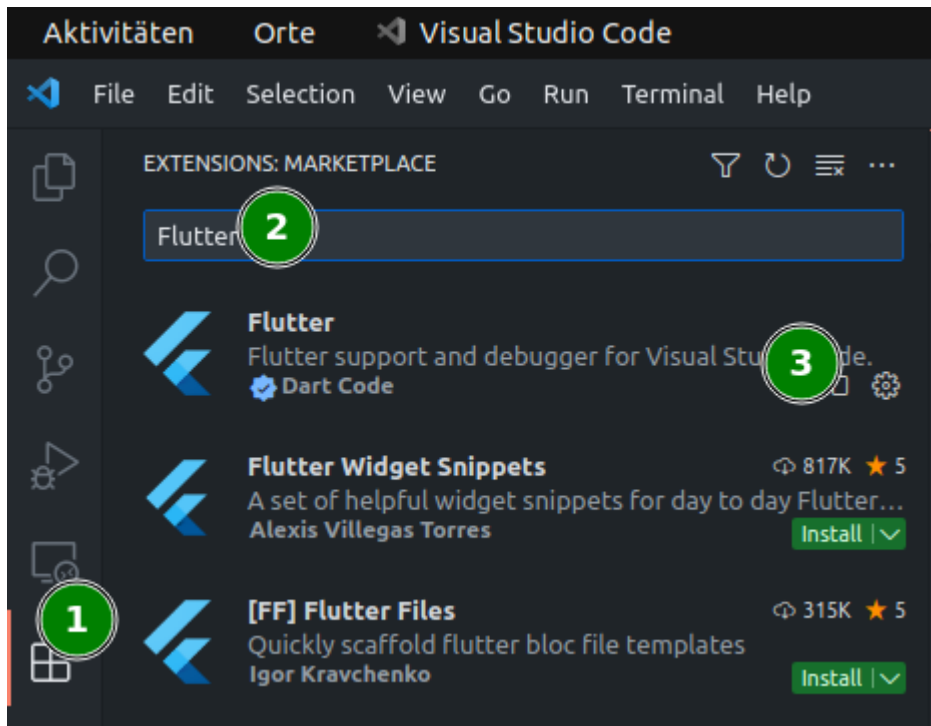 Aktivitäten Orte Visual Studio Code
File Edit Selection View Go Run Terminal Help
EXTENSIONS: MARKETPLACE
Flutter 2
Flutter
Flutter support and debugger for Visual Stu de.
3
Dart Code
Flutter Widget Snippets 817K ★ 5
A set of helpful widget snippets for day to day Flutter...
Alexis Villegas Torres Install
1
[FF] Flutter Files 315K ★ 5
Quickly scaffold flutter bloc file templates
Igor Kravchenko Install